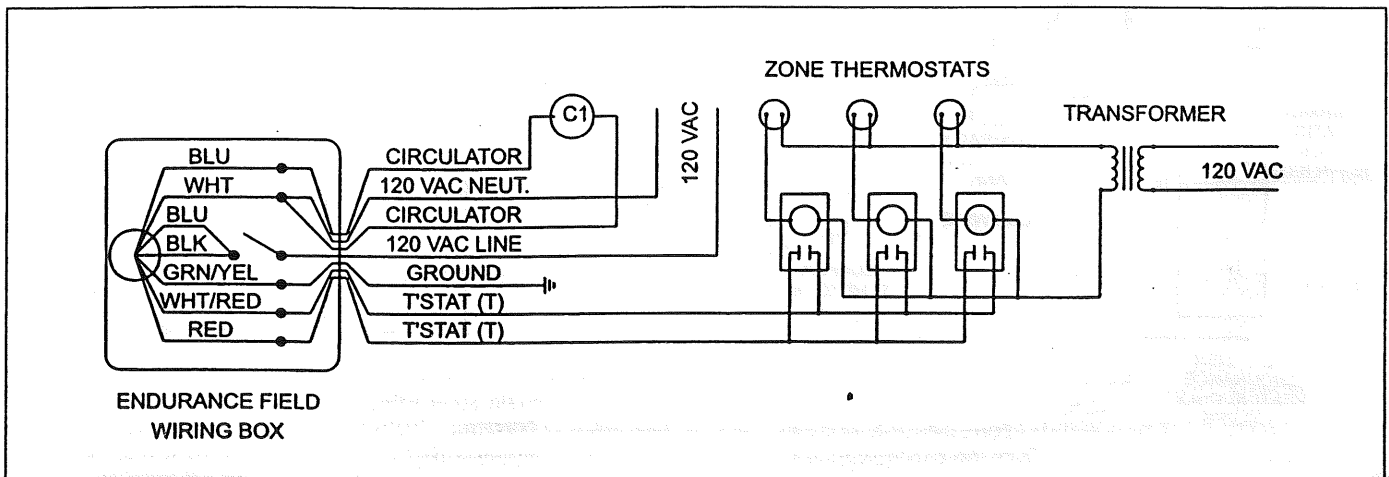 ZONE THERMOSTATS
TRANSFORMER
C1
120 VAC
120 VAC
BLU
WHT
BLU
BLK
GRN/YEL
WHT/RED
RED
CIRCULATOR
120 VAC NEUT.
CIRCULATOR
120 VAC LINE
GROUND
T'STAT (T)
T'STAT (T)
ENDURANCE FIELD
WIRING BOX